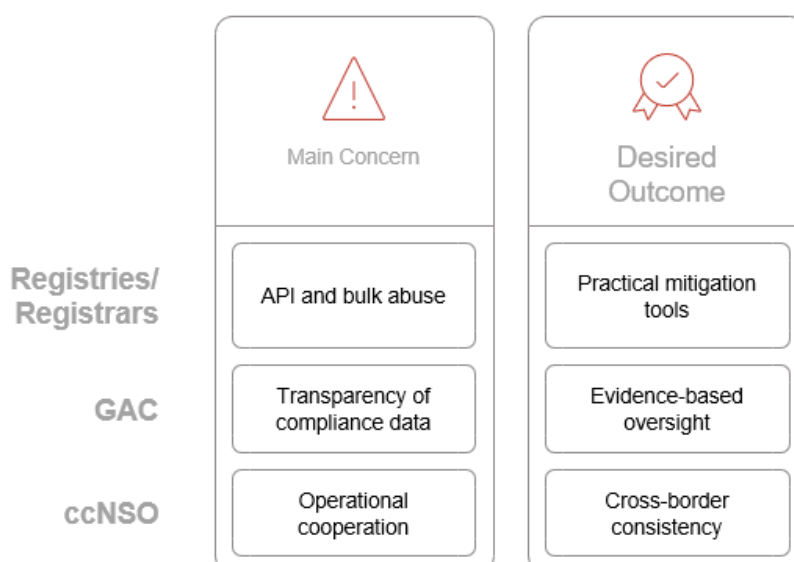 Main Concern
Desired
Outcome
Registries/
Registrars
API and bulk abuse
Practical mitigation
tools
GAC
Transparency of
compliance data
Evidence-based
oversight
ccNSO
Operational
cooperation
Cross-border
consistency